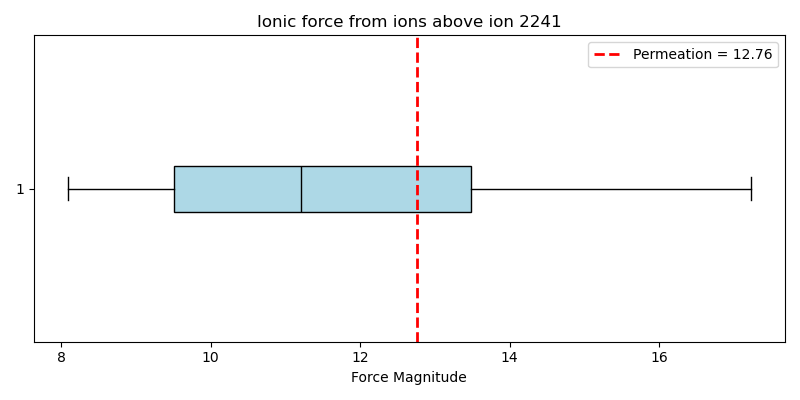 Ionic force from ions above ion 2241
Permeation = 12.76
1
8 10 12 14 16
Force Magnitude